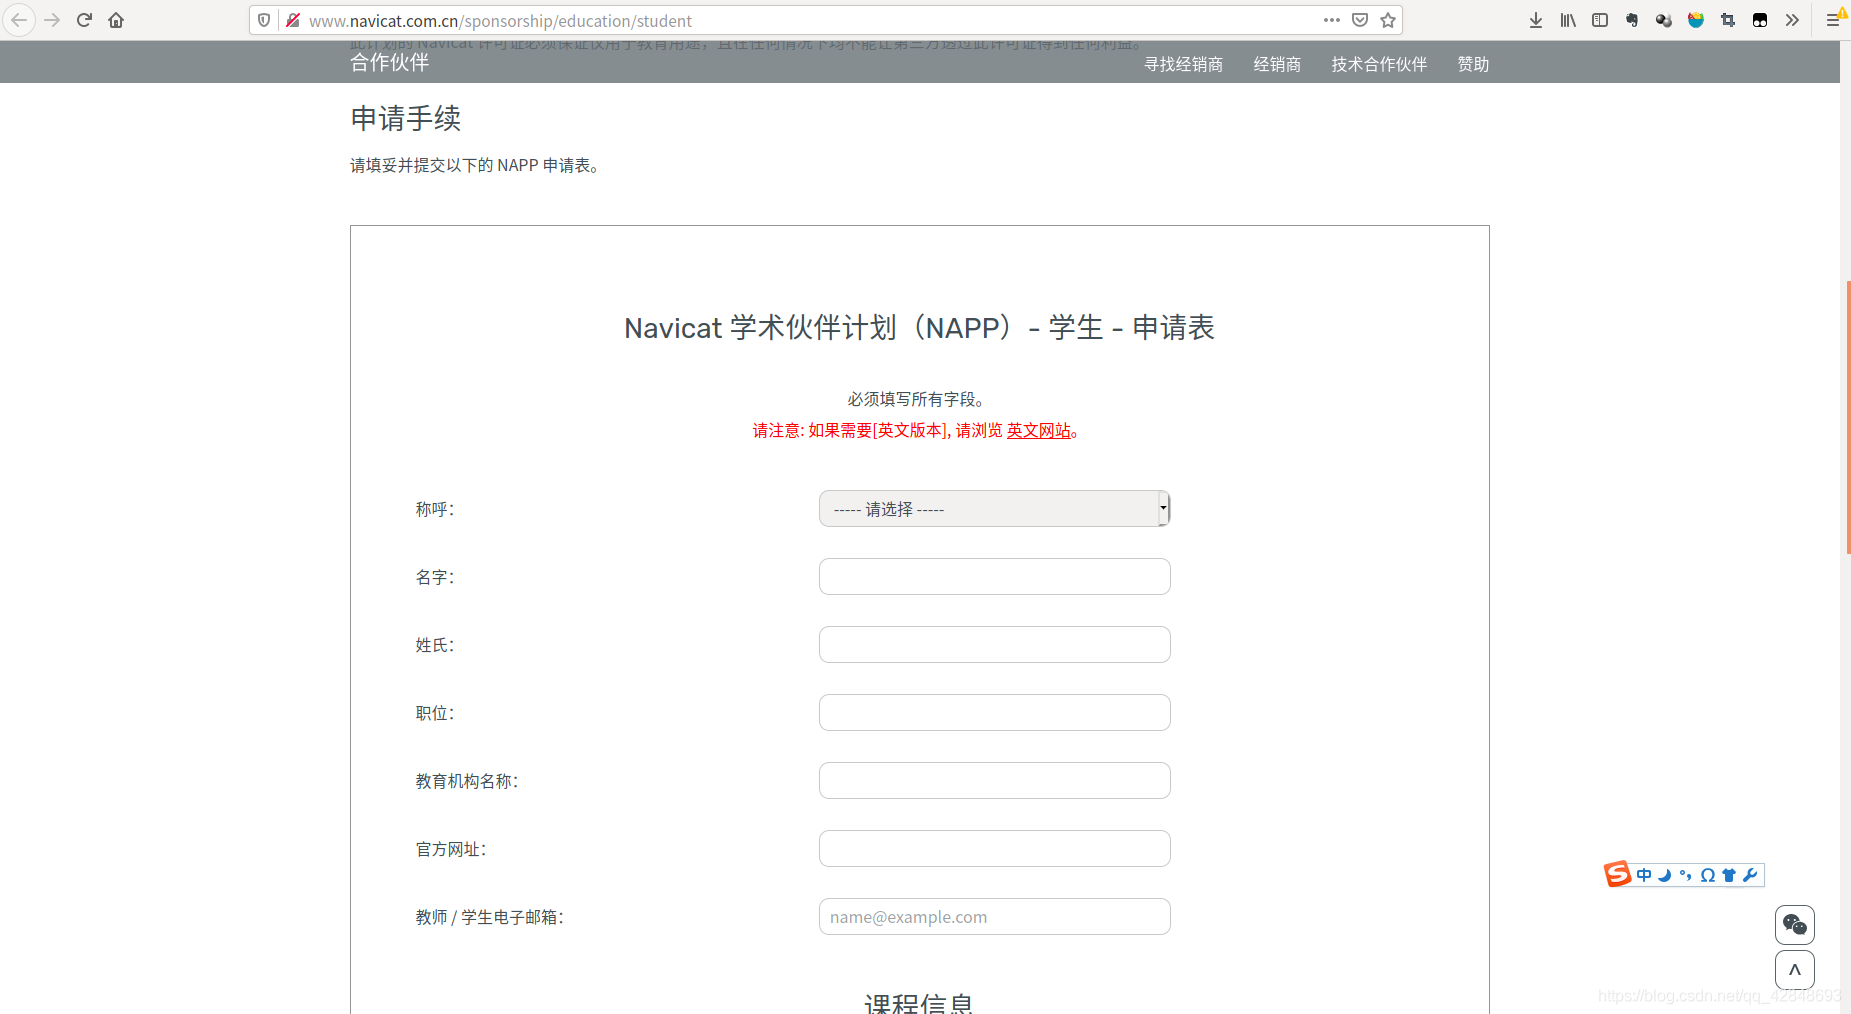 www.navicat.com.cn/sponsorship/education/student
此计划的 Navicat 许可证必须保证仅用于教育用途，且在任何情况下均不能让第三方透过此许可证得到任何利益。
合作伙伴
寻找经销商 经销商 技术合作伙伴 赞助
申请手续
请填妥并提交以下的 NAPP 申请表。
Navicat 学术伙伴计划（NAPP）- 学生 - 申请表
必须填写所有字段。
请注意: 如果需要[英文版本], 请浏览 英文网站。
称呼：
----- 请选择 -----
名字：
姓氏：
职位：
教育机构名称：
官方网址：
教师 / 学生电子邮箱：
name@example.com
课程信息
S 中
https://blog.csdn.net/qq_42848693